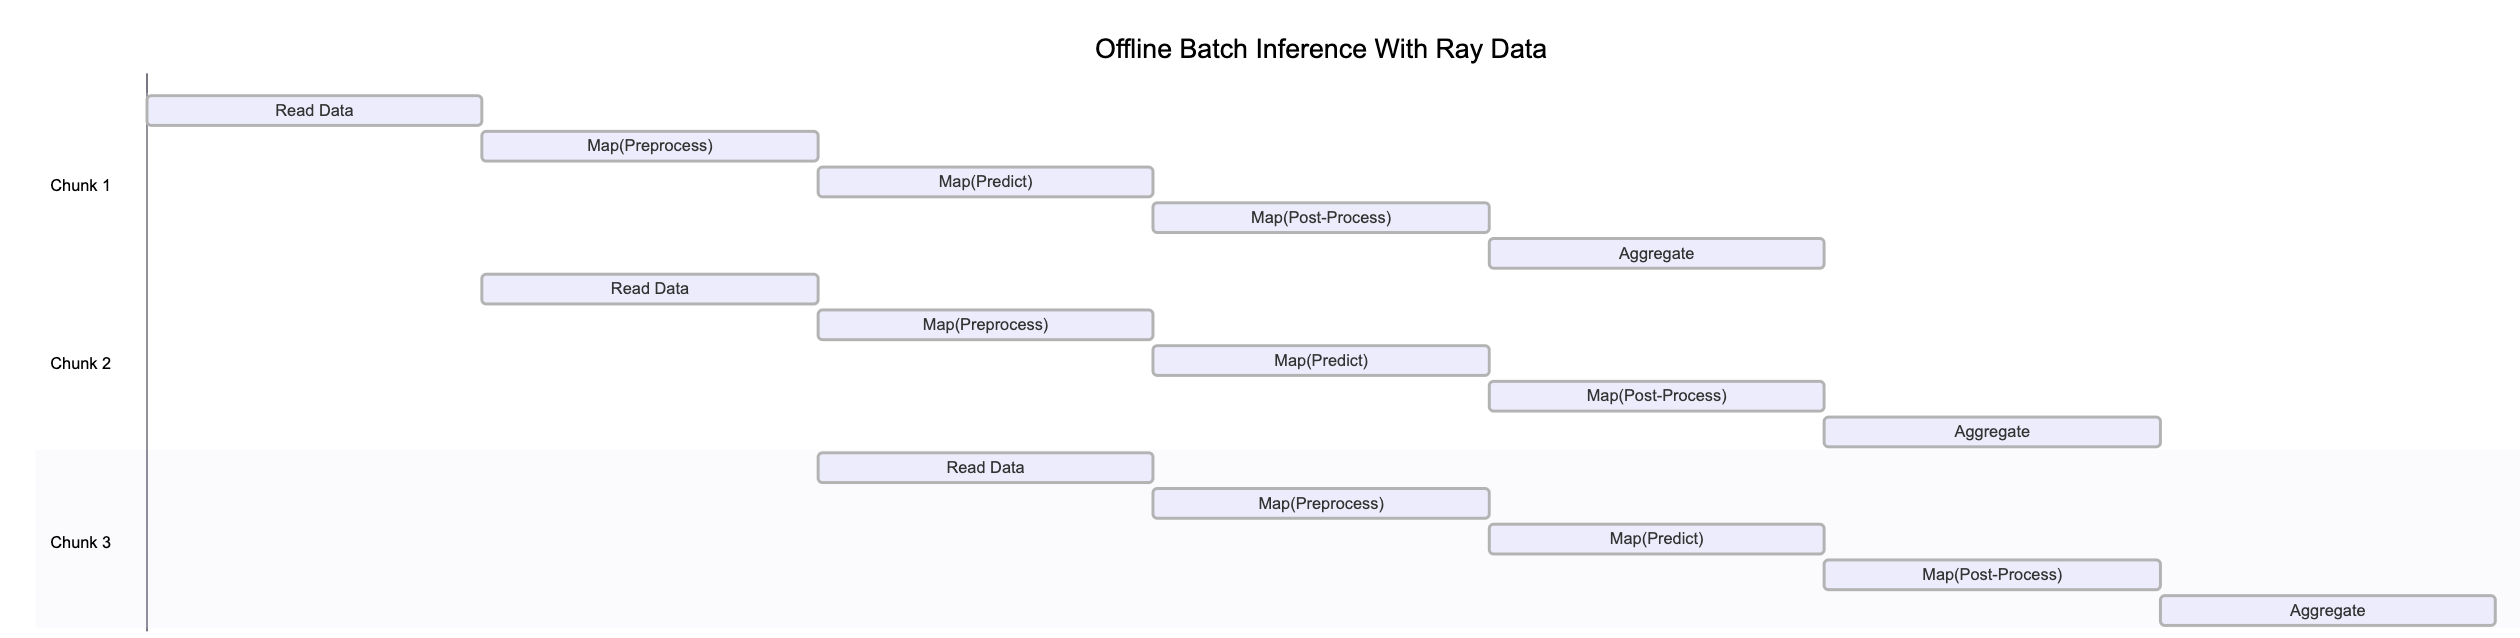 Offline Batch Inference With Ray Data
Read Data
Map(Preprocess)
Chunk 1
Map(Predict)
Map(Post-Process)
Aggregate
Read Data
Map(Preprocess)
Chunk 2
Map(Predict)
Map(Post-Process)
Aggregate
Read Data
Map(Preprocess)
Chunk 3
Map(Predict)
Map(Post-Process)
Aggregate